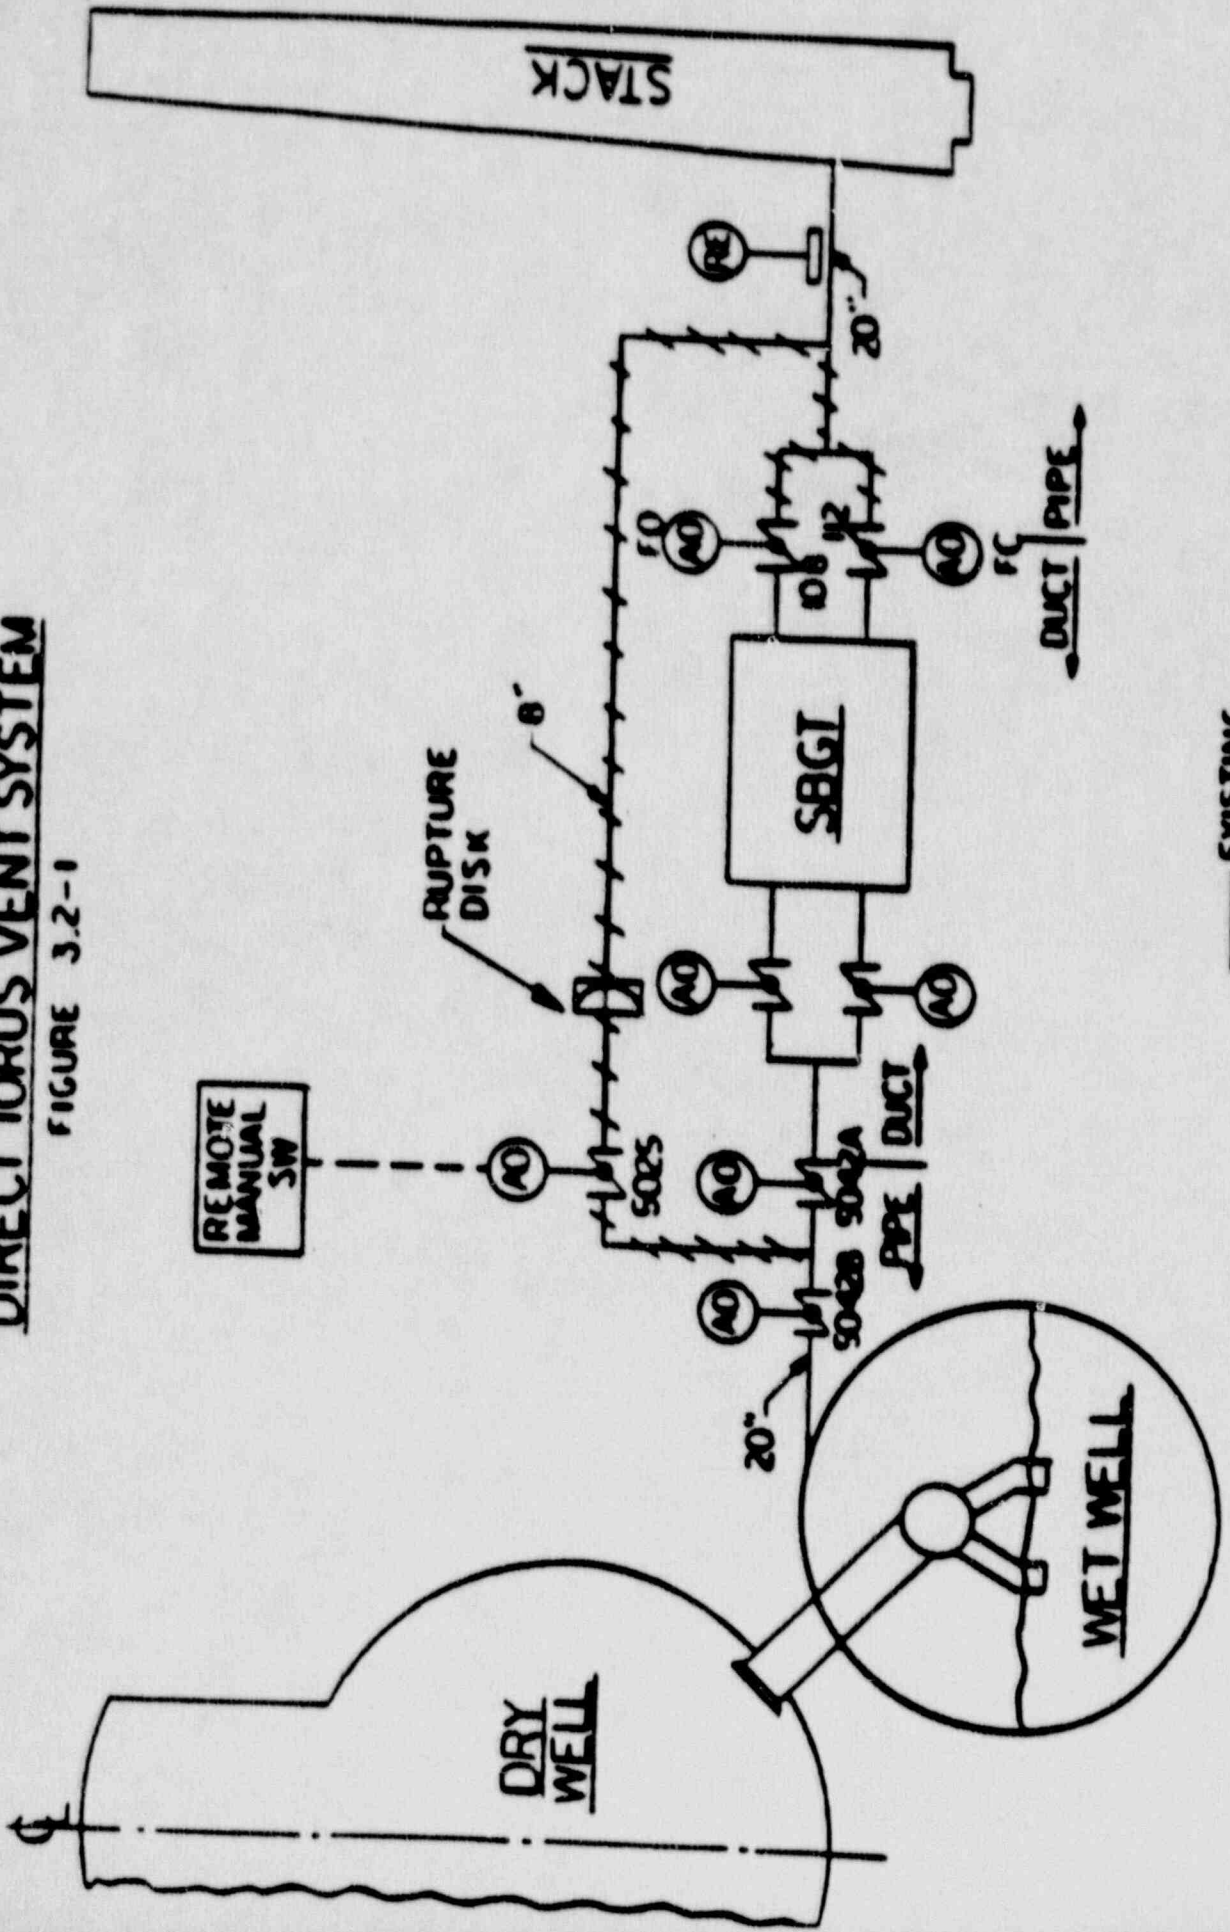 DIRECT TORUS VENT SYSTEM
FIGURE 3.2-1
REMOTE
MANUAL
SW
RUPTURE
DISK
8"
STACK
AO
5025
FO
AO
RE
DRY
WELL
20"
AO
5042B
AO
5042A
PIPE
DUCT
AO
AO
SBGT
108
112
AO
FC
DUCT
PIPE
20"
WET WELL
℄